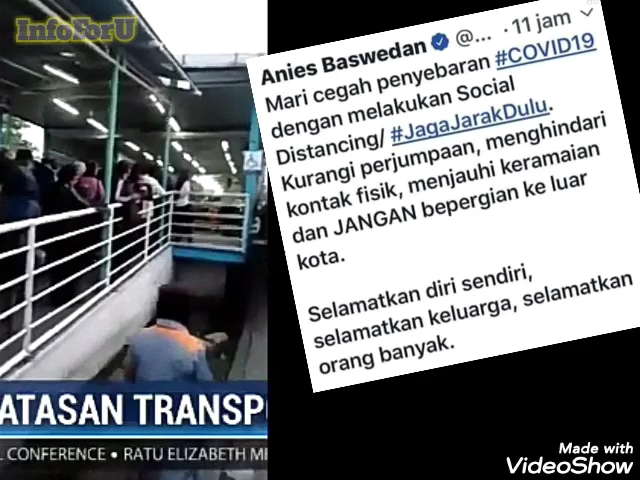 InfoForU
Anies Baswedan @... · 11 jam
Mari cegah penyebaran #COVID19
dengan melakukan Social
Distancing/ #JagaJarakDulu.
Kurangi perjumpaan, menghindari
kontak fisik, menjauhi keramaian
dan JANGAN bepergian ke luar
kota.
Selamatkan diri sendiri,
selamatkan keluarga, selamatkan
orang banyak.
ATASAN TRANSP
CONFERENCE • RATU ELIZABETH
Made with
VideoShow